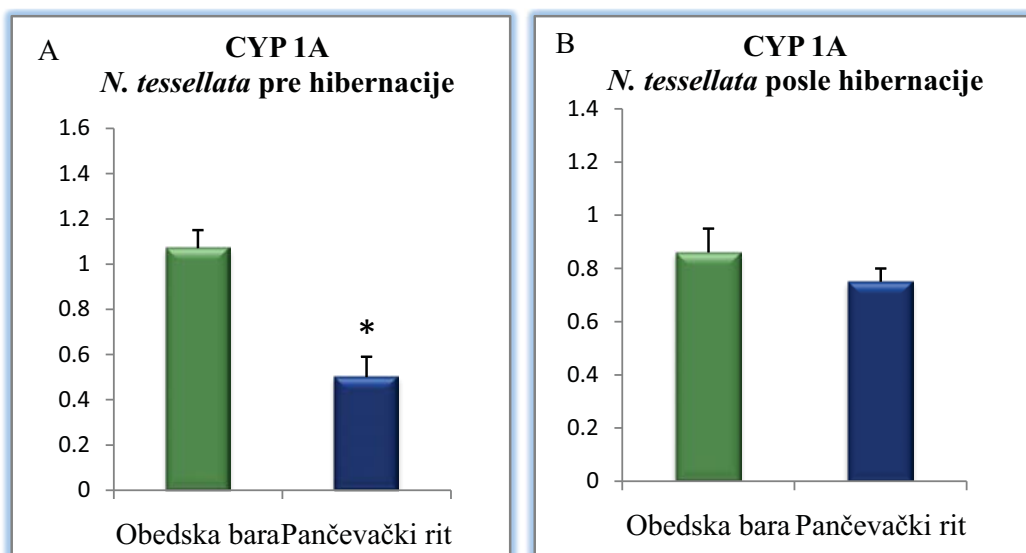 A
CYP 1A
N. tessellata pre hibernacije
1.6
1.4
1.2
1
0.8
0.6
0.4
0.2
0
*
Obedska bara Pančevački rit
B
CYP 1A
N. tessellata posle hibernacije
1.4
1.2
1
0.8
0.6
0.4
0.2
0
Obedska bara Pančevački rit